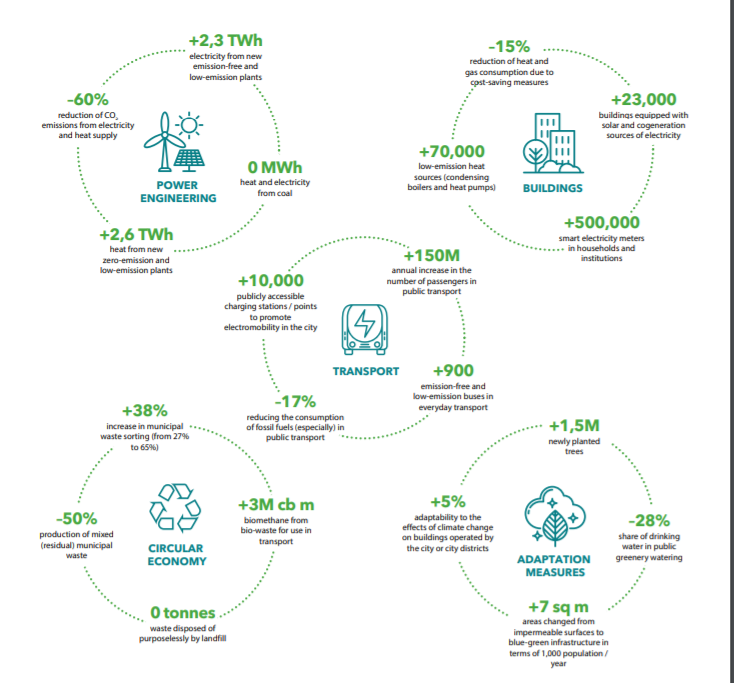 +2,3 TWh
electricity from new
emission-free and
low-emission plants
-60%
reduction of CO2
emissions from electricity
and heat supply
0 MWh
heat and electricity
from coal
POWER
ENGINEERING
+2,6 TWh
heat from new
zero-emission and
low-emission plants
-15%
reduction of heat and
gas consumption due to
cost-saving measures
+23,000
buildings equipped with
solar and cogeneration
sources of electricity
+70,000
low-emission heat
sources (condensing
boilers and heat pumps)
BUILDINGS
+500,000
smart electricity meters
in households and
institutions
+150M
annual increase in the
number of passengers in
public transport
+10,000
publicly accessible
charging stations / points
to promote
electromobility in the city
TRANSPORT
+900
emission-free and
low-emission buses in
everyday transport
-17%
reducing the consumption
of fossil fuels (especially) in
public transport
+38%
increase in municipal
waste sorting (from 27%
to 65%)
-50%
production of mixed
(residual) municipal
waste
+3M cb m
biomethane from
bio-waste for use in
transport
CIRCULAR
ECONOMY
0 tonnes
waste disposed of
purposelessly by landfill
+1,5M
newly planted
trees
+5%
adaptability to the
effects of climate change
on buildings operated by
the city or city districts
-28%
share of drinking
water in public
greenery watering
ADAPTATION
MEASURES
+7 sq m
areas changed from
impermeable surfaces to
blue-green infrastructure in
terms of 1,000 population /
year